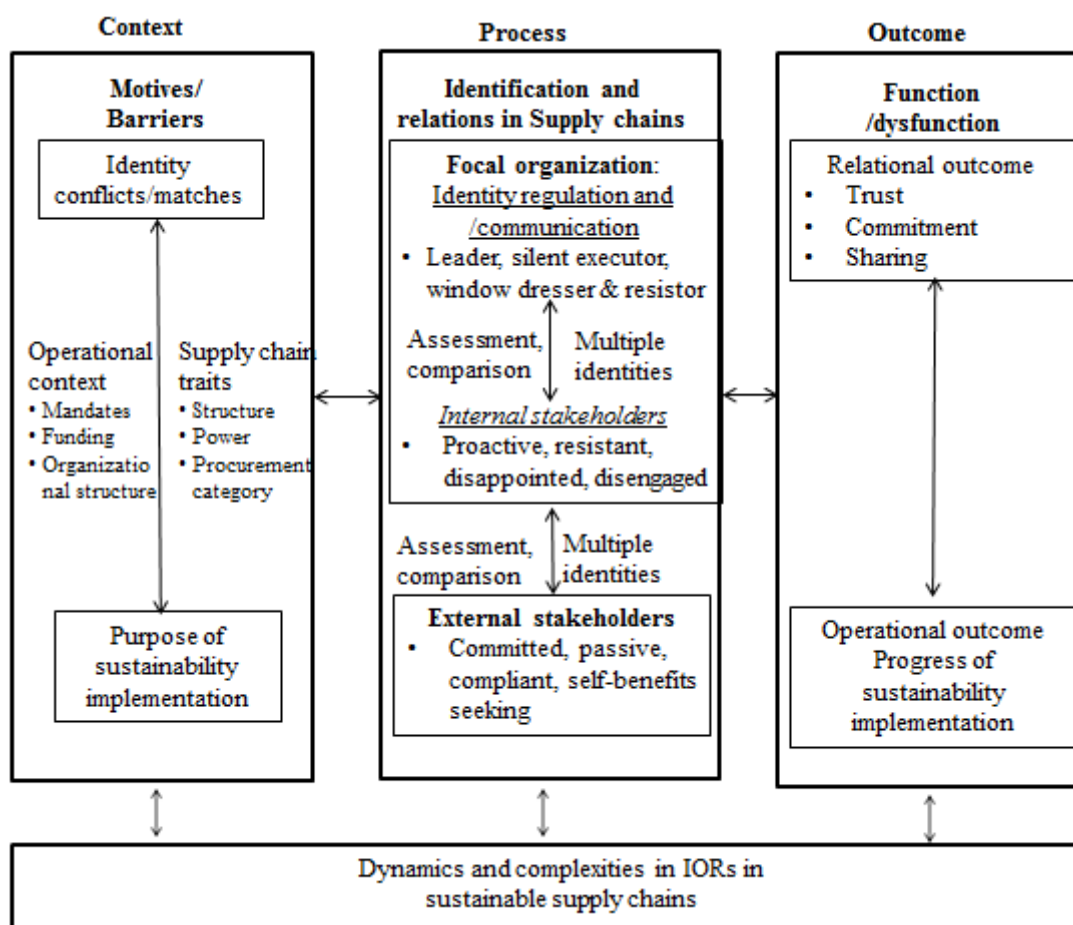 Context
Motives/
Barriers
Identity
conflicts/matches
Operational
context
• Mandates
• Funding
• Organizatio
nal structure
Supply chain
traits
• Structure
• Power
• Procurement
category
Purpose of
sustainability
implementation
Process
Identification and
relations in Supply chains
Focal organization:
Identity regulation and
/communication
• Leader, silent executor,
window dresser & resistor
Assessment,
comparison
Multiple
identities
Internal stakeholders
• Proactive, resistant,
disappointed, disengaged
Assessment,
comparison
Multiple
identities
External stakeholders
• Committed, passive,
compliant, self-benefits
seeking
Outcome
Function
/dysfunction
Relational outcome
• Trust
• Commitment
• Sharing
Operational outcome
Progress of
sustainability
implementation
Dynamics and complexities in IORs in
sustainable supply chains